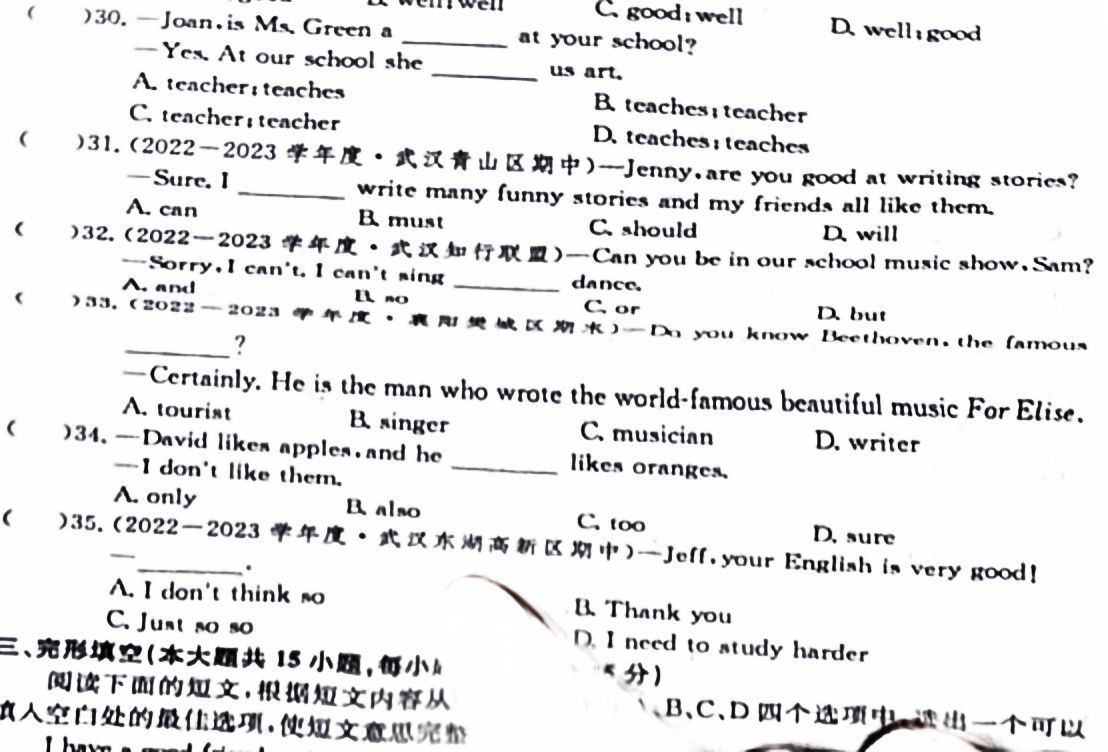 C. good;well
D. well;good
( )30. —Joan,is Ms. Green a ________ at your school?
—Yes. At our school she ________ us art.
A. teacher;teaches
B. teaches;teacher
C. teacher;teacher
D. teaches;teaches
( )31. (2022—2023 学年度·武汉青山区期中)—Jenny,are you good at writing stories?
—Sure. I ________ write many funny stories and my friends all like them.
A. can B. must C. should D. will
( )32. (2022—2023 学年度·武汉知行联盟)—Can you be in our school music show,Sam?
—Sorry,I can't. I can't sing ________ dance.
A. and B. so C. or D. but
( )33. (2022—2023 学年度·襄阳樊城区期末)—Do you know Beethoven, the famous
________?
—Certainly. He is the man who wrote the world-famous beautiful music For Elise.
A. tourist B. singer C. musician D. writer
( )34. —David likes apples,and he ________ likes oranges.
—I don't like them.
A. only B. also C. too D. sure
( )35. (2022—2023 学年度·武汉东湖高新区期中)—Jeff,your English is very good!
—________.
A. I don't think so
B. Thank you
C. Just so so
D. I need to study harder
三、完形填空(本大题共 15 小题,每小 分)
阅读下面的短文,根据短文内容从 、B、C、D 四个选项中,选出一个可以
填入空白处的最佳选项,使短文意思完整
I have a good